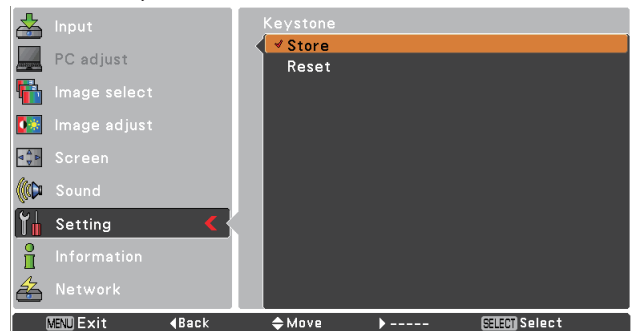 Input
PC adjust
Image select
Image adjust
Screen
Sound
Setting
Information
Network
Keystone
Store
Reset
MENU Exit ◀Back ◆Move ▶----- SELECT Select